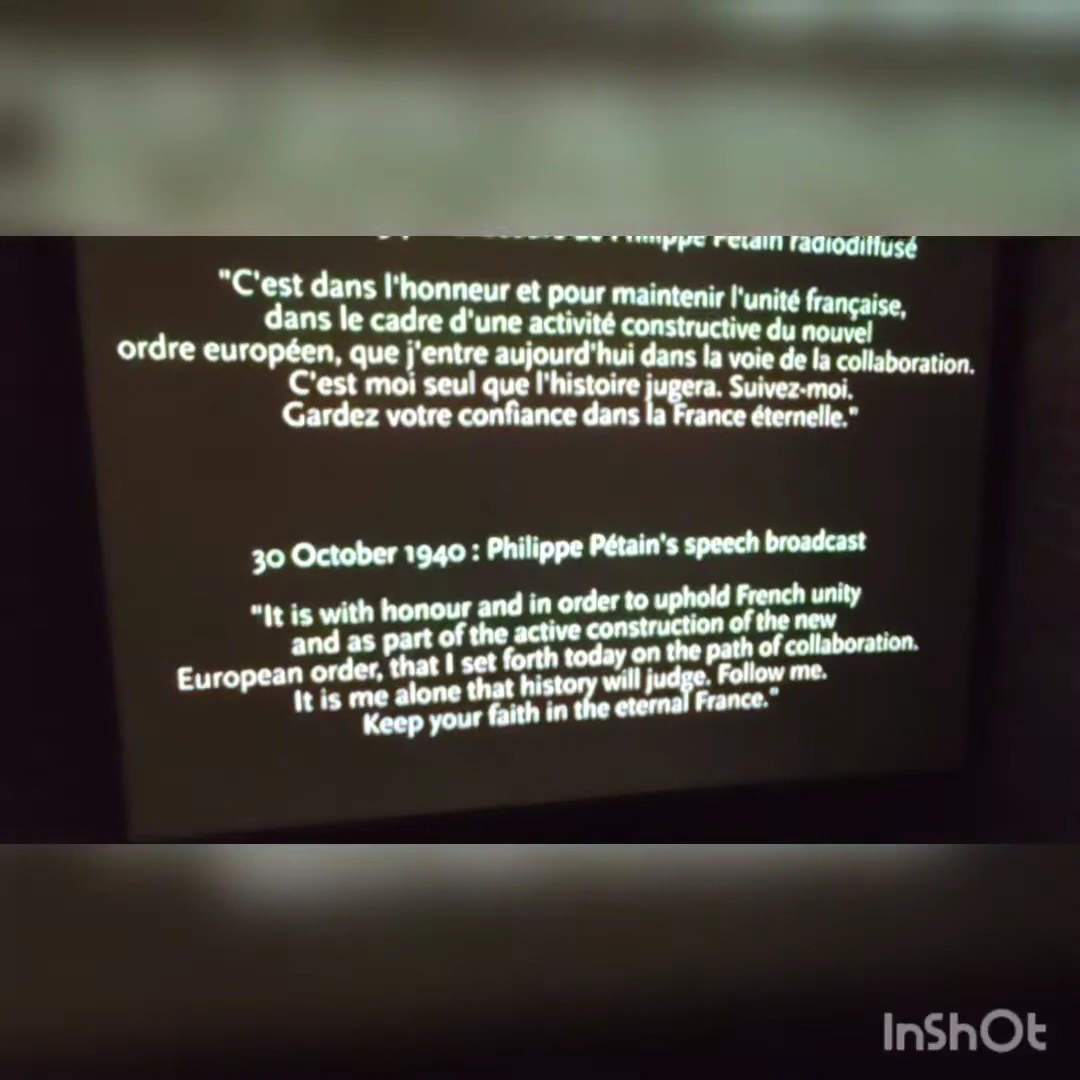 Philippe Pétain radiodiffusé
"C'est dans l'honneur et pour maintenir l'unité française,
dans le cadre d'une activité constructive du nouvel
ordre européen, que j'entre aujourd'hui dans la voie de la collaboration.
C'est moi seul que l'histoire jugera. Suivez-moi.
Gardez votre confiance dans la France éternelle."
30 October 1940 : Philippe Pétain's speech broadcast
"It is with honour and in order to uphold French unity
and as part of the active construction of the new
European order, that I set forth today on the path of collaboration.
It is me alone that history will judge. Follow me.
Keep your faith in the eternal France."
InShOt